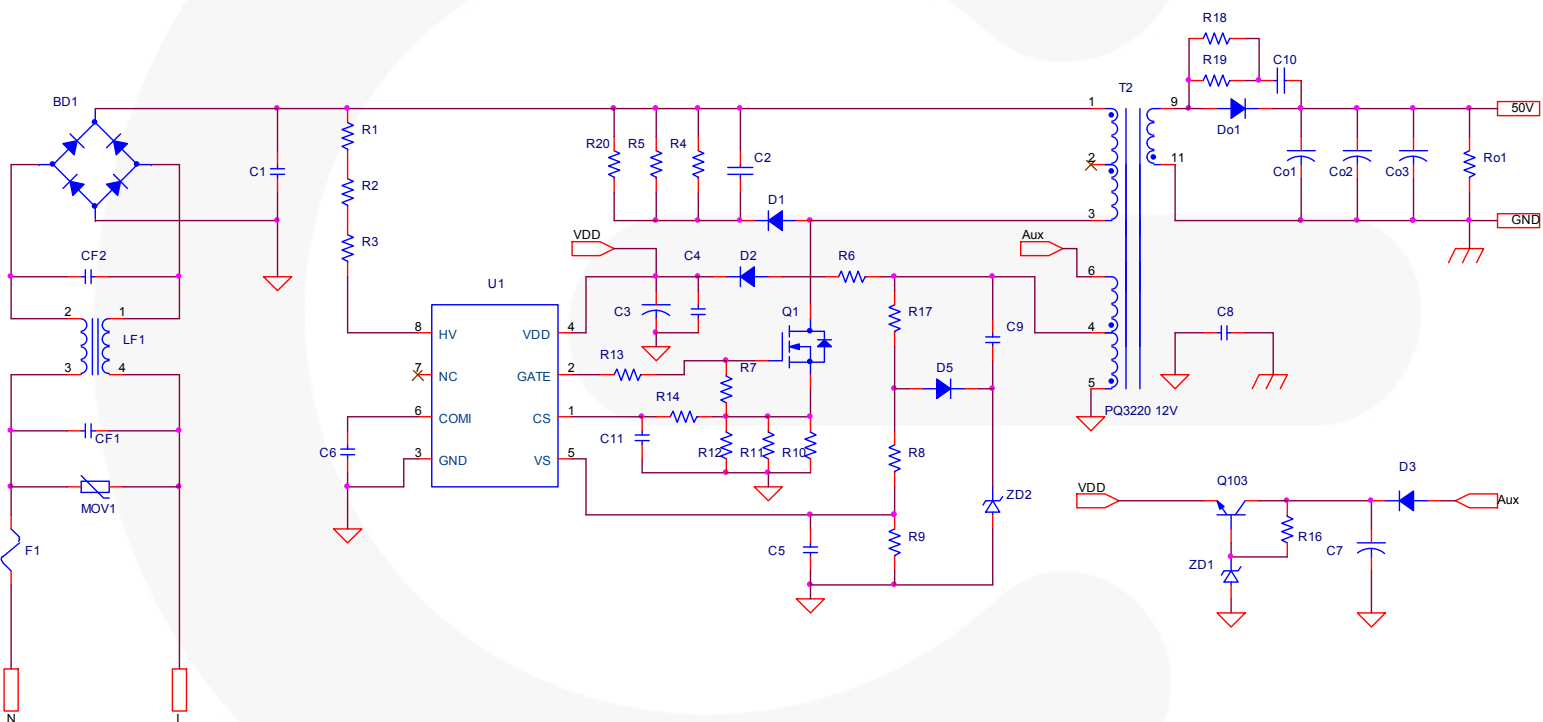 R18
R19
C10
BD1
T2
1
9
50V
Do1
R1
R20
R5
R4
C2
C1
2
11
Co1
Co2
Co3
Ro1
R2
D1
3
GND
VDD
Aux
R3
C4
D2
R6
CF2
6
U1
2
1
C3
Q1
R17
C9
C8
LF1
8
HV
VDD
4
4
3
4
7
NC
GATE
2
R13
R7
D5
5
PQ3220 12V
6
COMI
CS
1
R14
CF1
C11
R12
R11
R10
C6
3
GND
VS
5
R8
D3
Q103
VDD
Aux
ZD2
MOV1
R16
F1
C5
R9
C7
ZD1
N
L